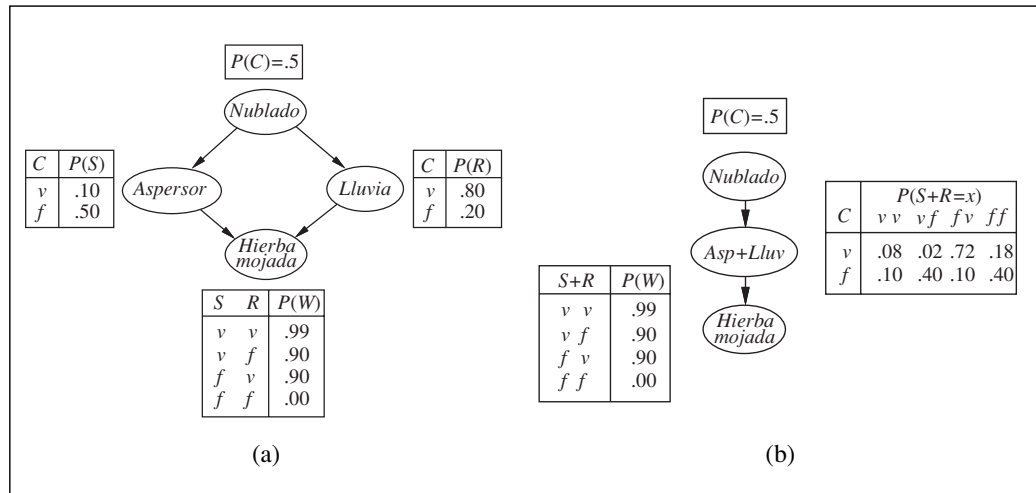 P(C)=.5
Nublado
C P(S)
v .10
f .50
Aspersor
Lluvia
C P(R)
v .80
f .20
Hierba
mojada
S R P(W)
v v .99
v f .90
f v .90
f f .00
(a)
P(C)=.5
Nublado
Asp+Lluv
Hierba
mojada
P(S+R=x)
C v v v f f v f f
v .08 .02 .72 .18
f .10 .40 .10 .40
S+R P(W)
v v .99
v f .90
f v .90
f f .00
(b)